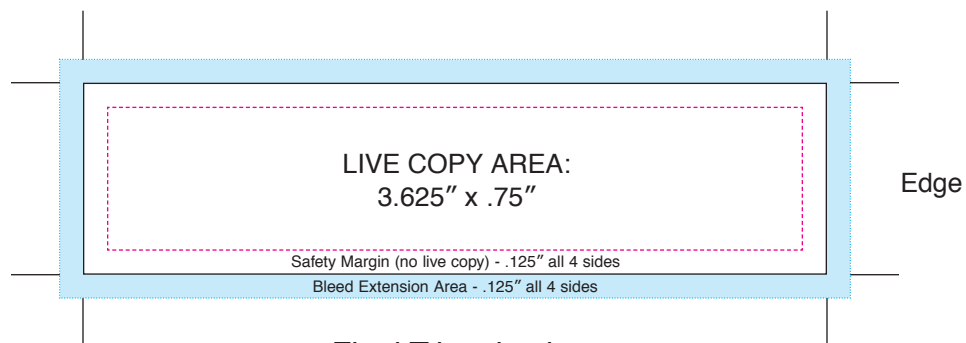 LIVE COPY AREA:
3.625″ x .75″
Edge
Safety Margin (no live copy) - .125″ all 4 sides
Bleed Extension Area - .125″ all 4 sides